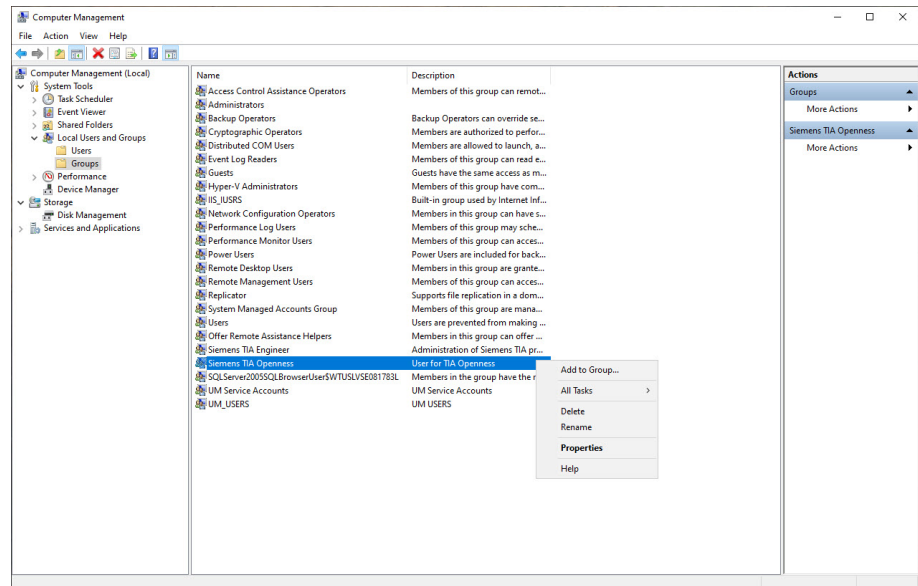 Computer Management
File Action View Help
Computer Management (Local)
System Tools
Task Scheduler
Event Viewer
Shared Folders
Local Users and Groups
Users
Groups
Performance
Device Manager
Storage
Disk Management
Services and Applications
Name Description
Access Control Assistance Operators Members of this group can remot...
Administrators
Backup Operators Backup Operators can override se...
Cryptographic Operators Members are authorized to perfor...
Distributed COM Users Members are allowed to launch, a...
Event Log Readers Members of this group can read e...
Guests Guests have the same access as m...
Hyper-V Administrators Members of this group have com...
IIS_IUSRS Built-in group used by Internet Inf...
Network Configuration Operators Members in this group can have s...
Performance Log Users Members of this group may sche...
Performance Monitor Users Members of this group can acces...
Power Users Power Users are included for back...
Remote Desktop Users Members in this group are grante...
Remote Management Users Members of this group can acces...
Replicator Supports file replication in a dom...
System Managed Accounts Group Members of this group are mana...
Users Users are prevented from making ...
Offer Remote Assistance Helpers Members in this group can offer ...
Siemens TIA Engineer Administration of Siemens TIA pr...
Siemens TIA Openness User for TIA Openness
SQLServer2005SQLBrowserUser$WTUSLVSE081783L Members in the group have the r
UM Service Accounts UM Service Accounts
UM_USERS UM USERS
Add to Group...
All Tasks
Delete
Rename
Properties
Help
Actions
Groups
More Actions
Siemens TIA Openness
More Actions